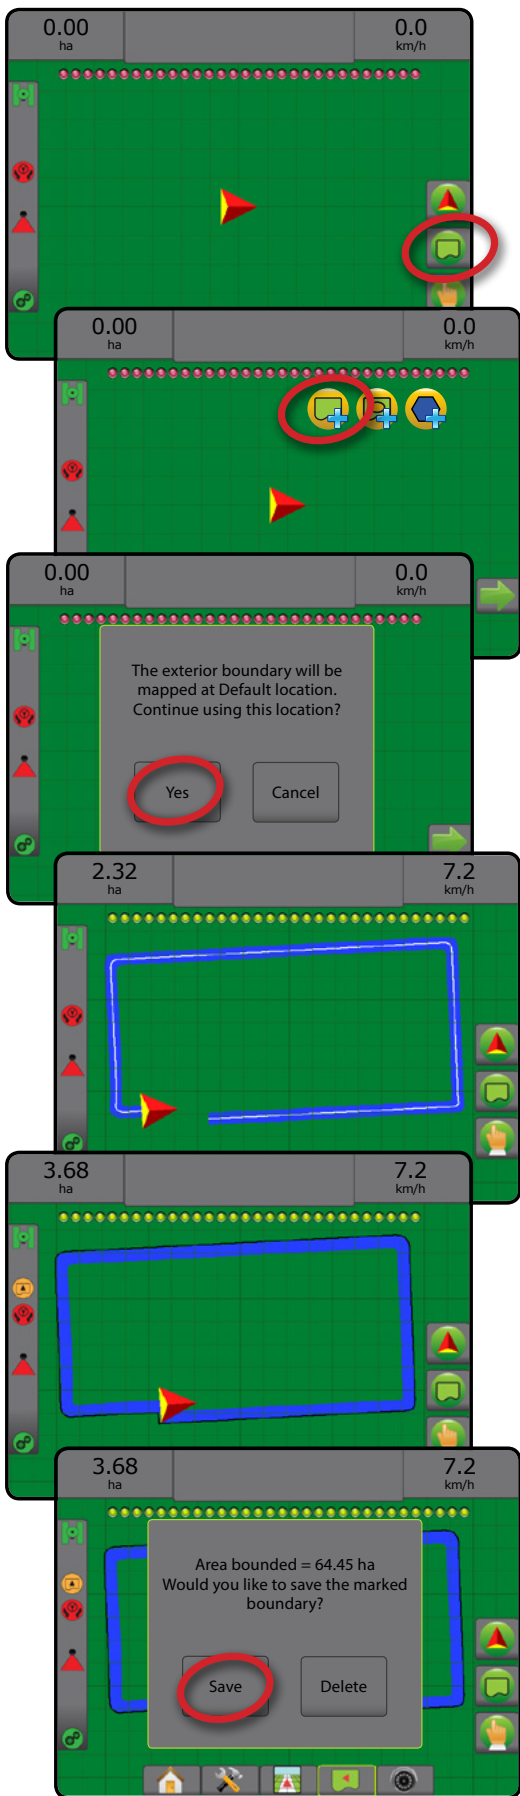 0.00
ha
0.0
km/h
0.00
ha
0.0
km/h
0.00
ha
0.0
km/h
The exterior boundary will be
mapped at Default location.
Continue using this location?
Yes
Cancel
2.32
ha
7.2
km/h
3.68
ha
7.2
km/h
3.68
ha
7.2
km/h
Area bounded = 64.45 ha
Would you like to save the marked
boundary?
Save
Delete